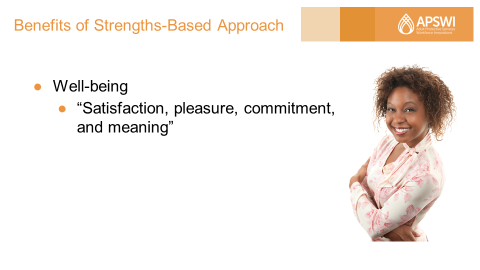 Benefits of Strengths-Based Approach
APSWI
● Well-being
● “Satisfaction, pleasure, commitment,
and meaning”